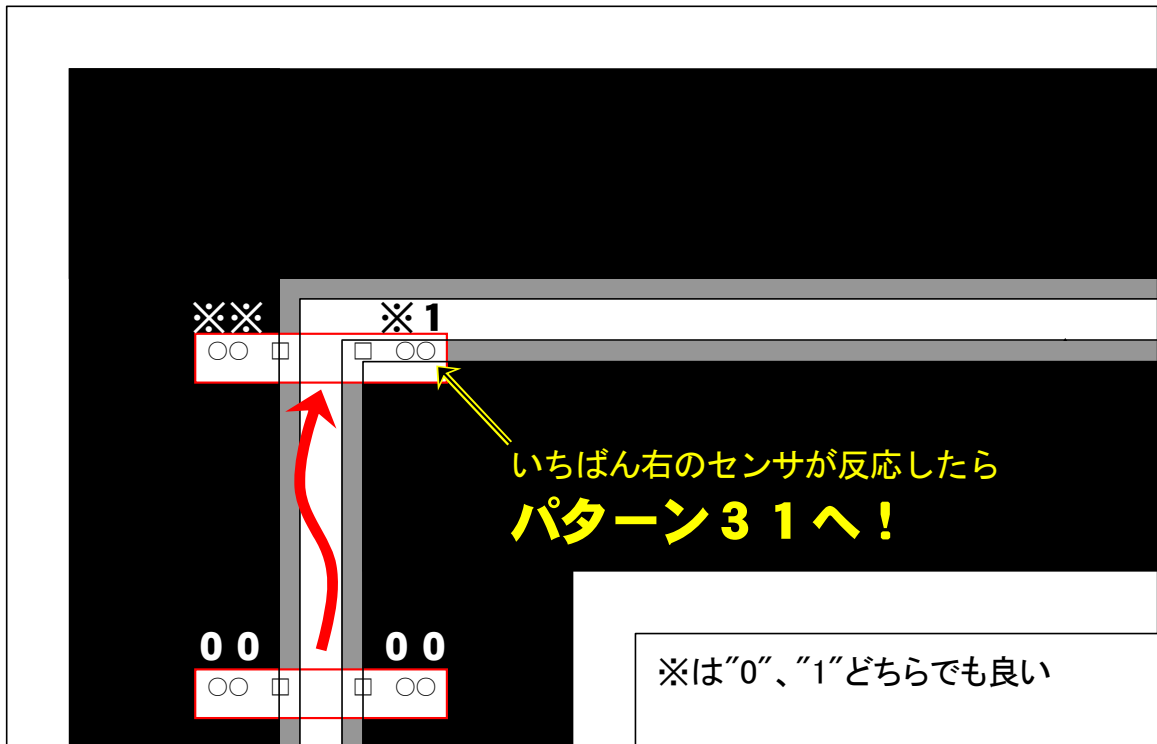 ※※ ※1
いちばん右のセンサが反応したら
パターン31へ!
00 00
※は"0"、"1"どちらでも良い